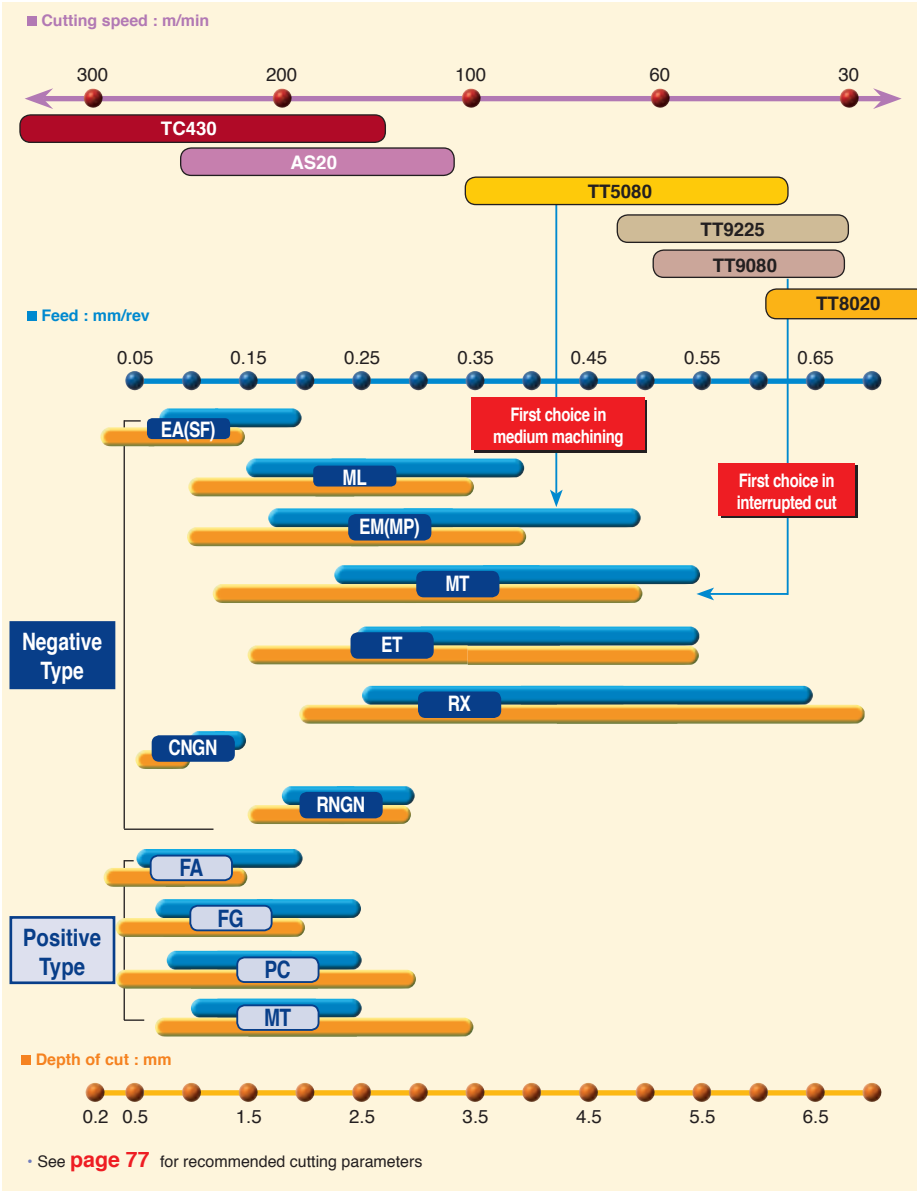 ■ Cutting speed : m/min
300 200 100 60 30
TC430
AS20
TT5080
TT9225
TT9080
TT8020
■ Feed : mm/rev
0.05 0.15 0.25 0.35 0.45 0.55 0.65
First choice in
medium machining
First choice in
interrupted cut
Negative
Type
EA(SF)
ML
EM(MP)
MT
ET
RX
CNGN
RNGN
Positive
Type
FA
FG
PC
MT
■ Depth of cut : mm
0.2 0.5 1.5 2.5 3.5 4.5 5.5 6.5
• See page 77 for recommended cutting parameters